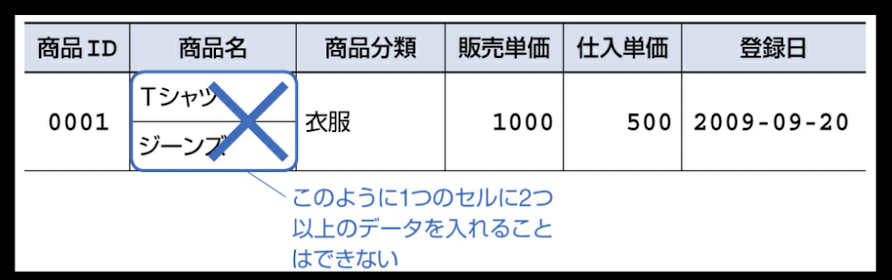 商品ID 商品名 商品分類 販売単価 仕入単価 登録日
Tシャツ
0001 衣服 1000 500 2009-09-20
ジーンズ
このように1つのセルに2つ
以上のデータを入れること
はできない